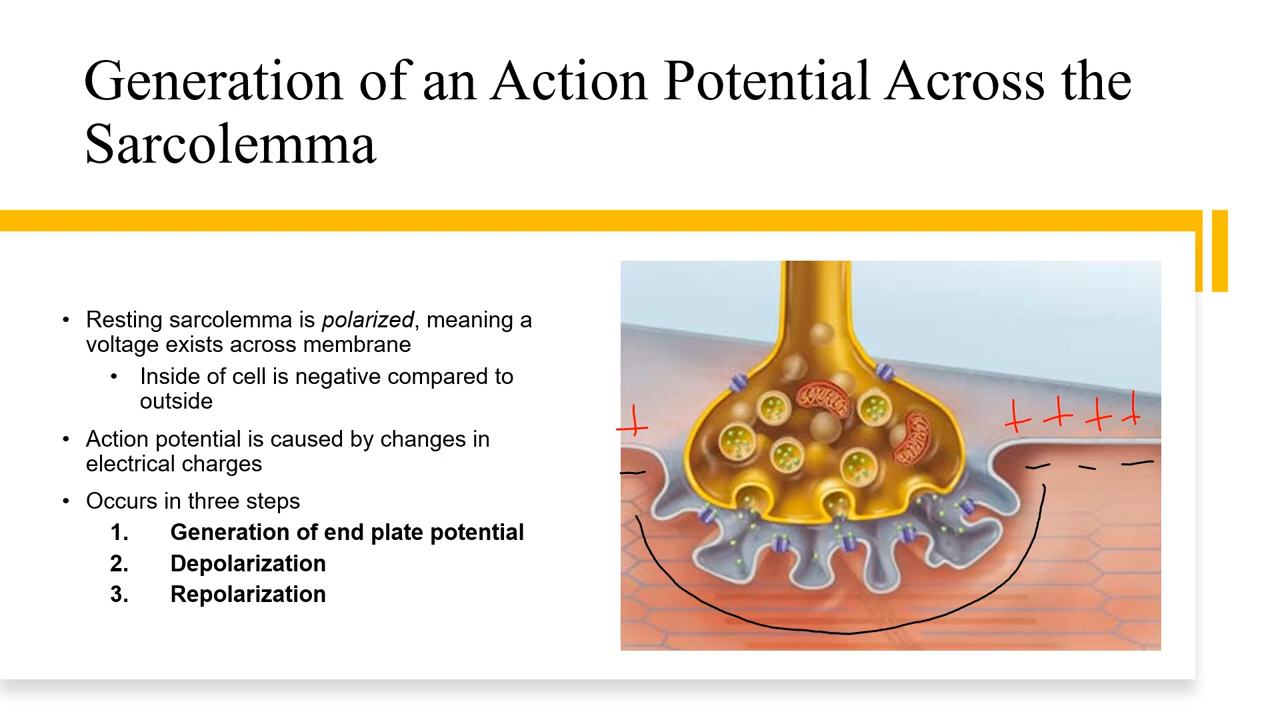 Generation of an Action Potential Across the
Sarcolemma
• Resting sarcolemma is polarized, meaning a
voltage exists across membrane
• Inside of cell is negative compared to
outside
• Action potential is caused by changes in
electrical charges
• Occurs in three steps
1. Generation of end plate potential
2. Depolarization
3. Repolarization
+ + + + +
- - - -